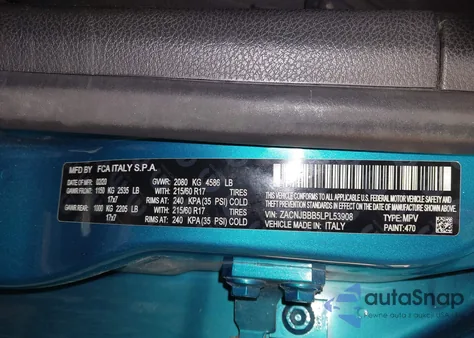 MFD BY FCA ITALY S.P.A.
DATE OF MFD: 02/20 GVWR: 2080 KG 4586 LB
GAWR FRONT: 1150 KG 2535 LB WITH: 215/60 R17 TIRES
17x7 RIMS AT: 240 KPA (35 PSI) COLD
GAWR REAR: 1000 KG 2205 LB WITH: 215/60 R17 TIRES
17x7 RIMS AT: 240 KPA (35 PSI) COLD
THIS VEHICLE CONFORMS TO ALL APPLICABLE
U.S.A. FEDERAL MOTOR VEHICLE SAFETY, BUMPER, AND
THEFT PREVENTION STANDARDS IN EFFECT ON THE DATE
OF MANUFACTURE SHOWN ABOVE.
VIN: ZACNJBBB5LPL53908 TYPE: MPV
VEHICLE MADE IN: ITALY PAINT: 470
autoSnap